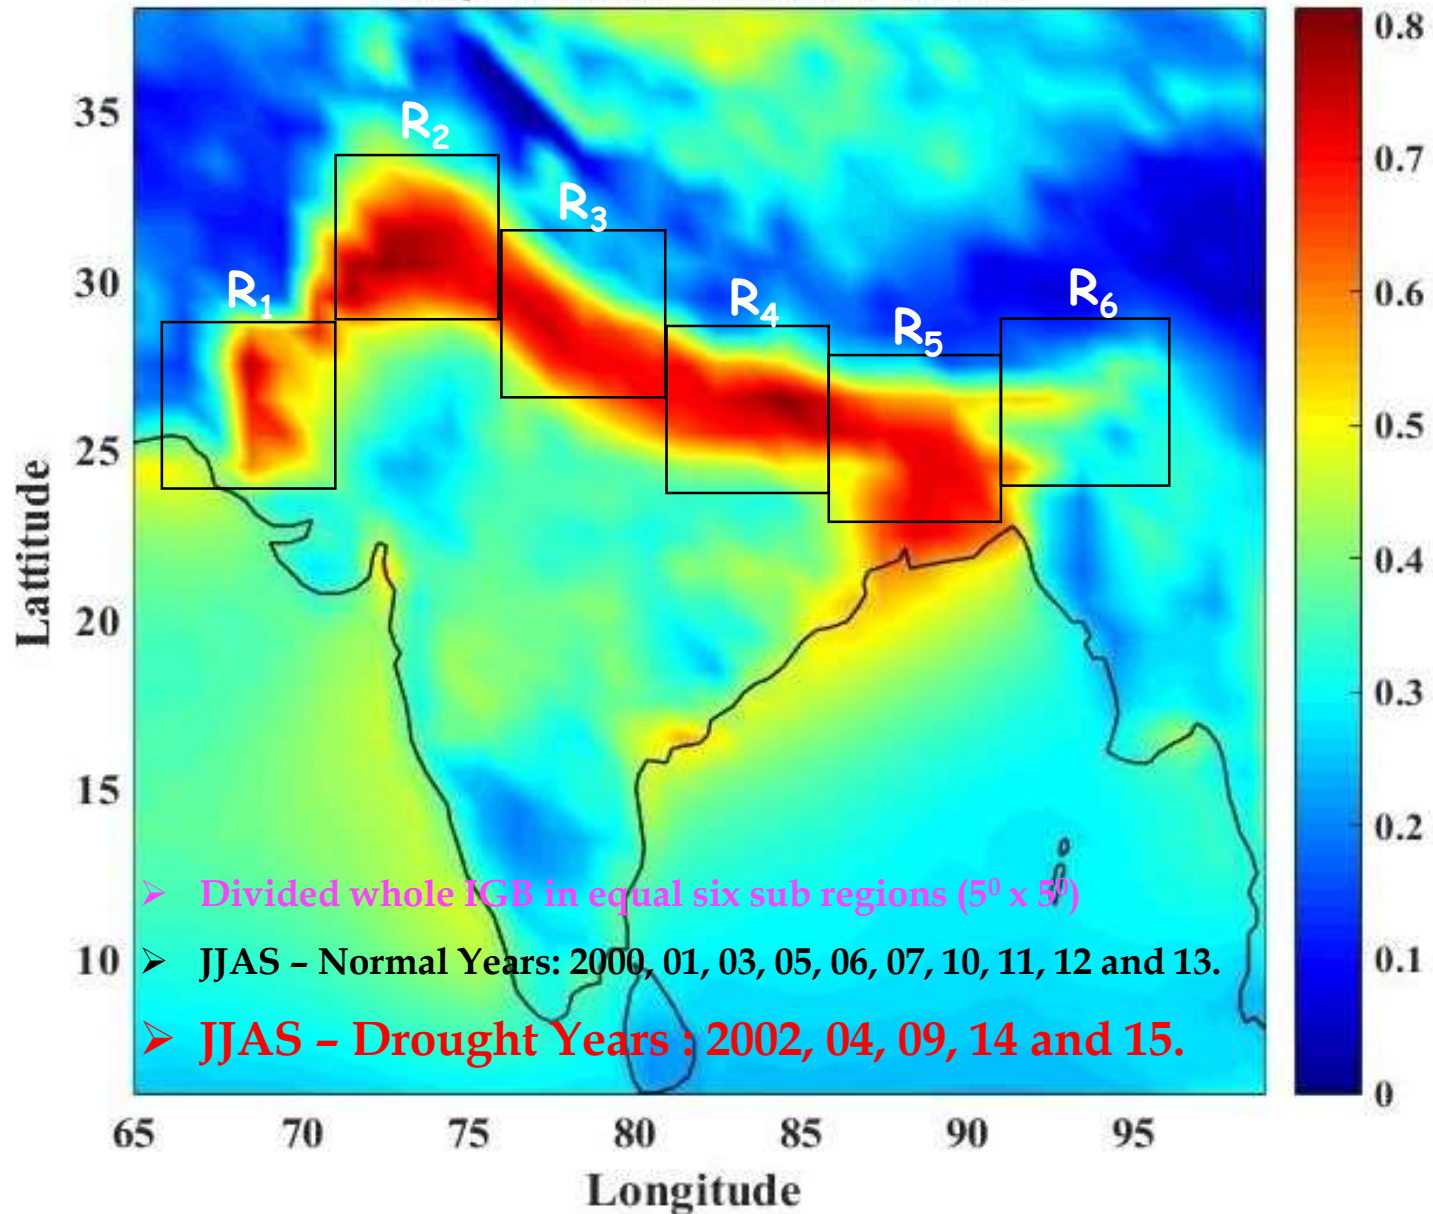 R1
R2
R3
R4
R5
R6
35
30
25
20
15
10
Lattitude
➢ Divided whole IGB in equal six sub regions (5⁰ x 5⁰)
➢ JJAS – Normal Years: 2000, 01, 03, 05, 06, 07, 10, 11, 12 and 13.
➢ JJAS – Drought Years : 2002, 04, 09, 14 and 15.
65 70 75 80 85 90 95
Longitude
0.8
0.7
0.6
0.5
0.4
0.3
0.2
0.1
0